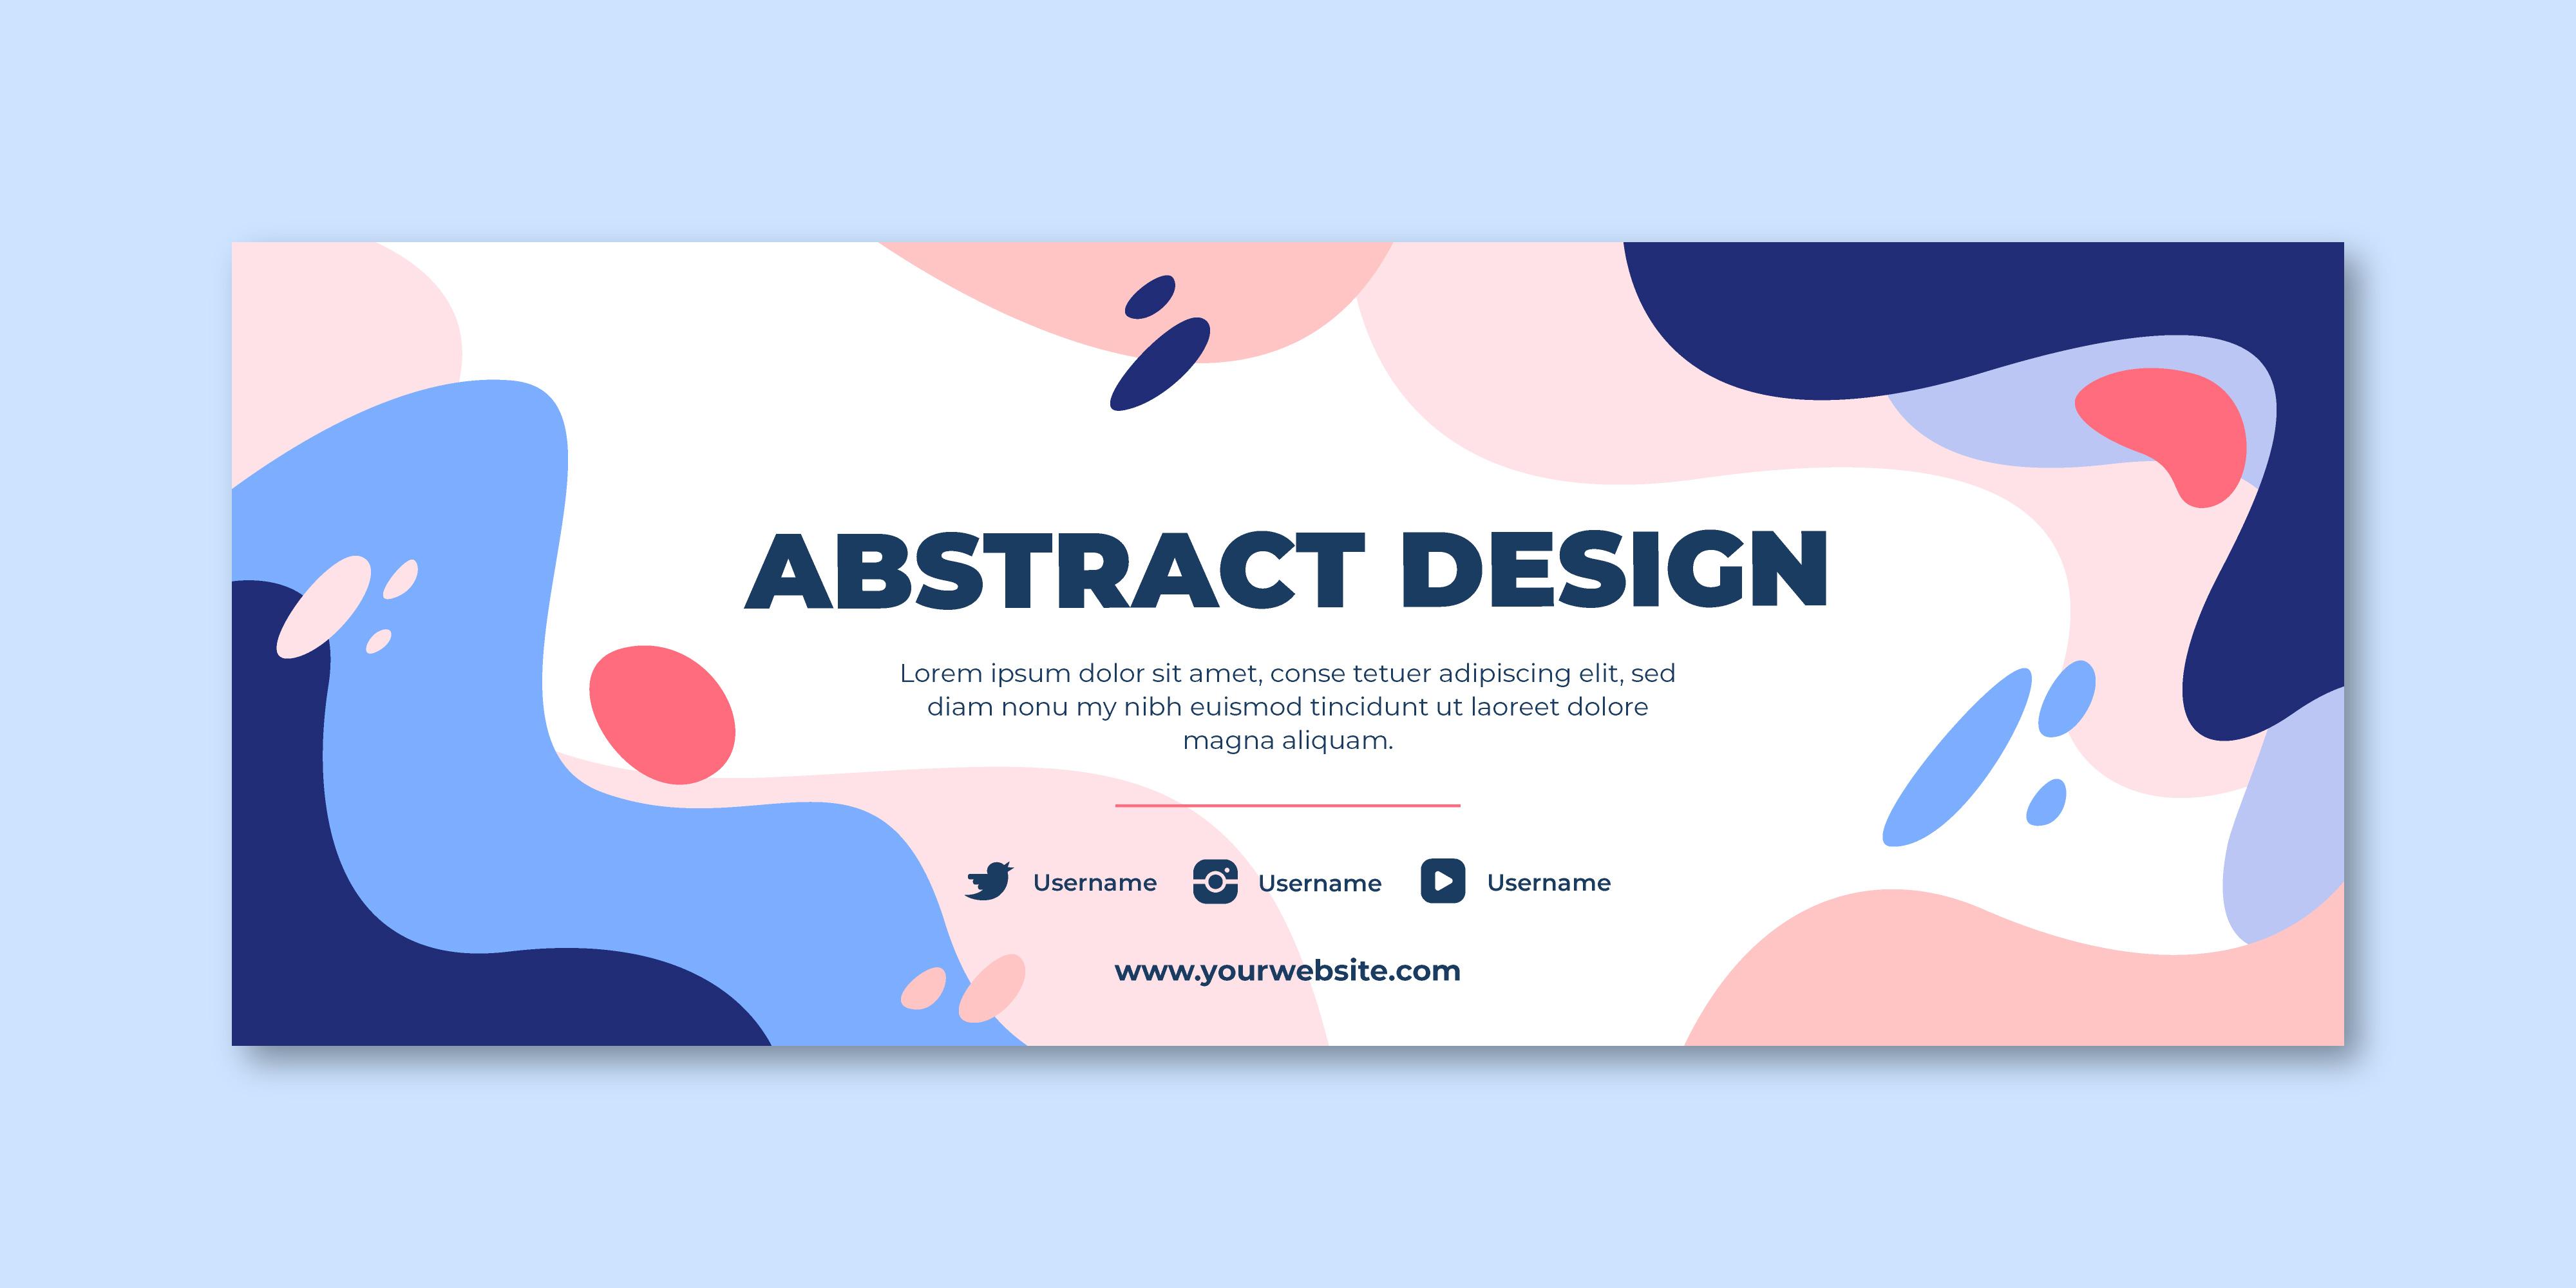 ABSTRACT DESIGN
Lorem ipsum dolor sit amet, conse tetuer adipiscing elit, sed
diam nonu my nibh euismod tincidunt ut laoreet dolore
magna aliquam.
Username Username Username
www.yourwebsite.com